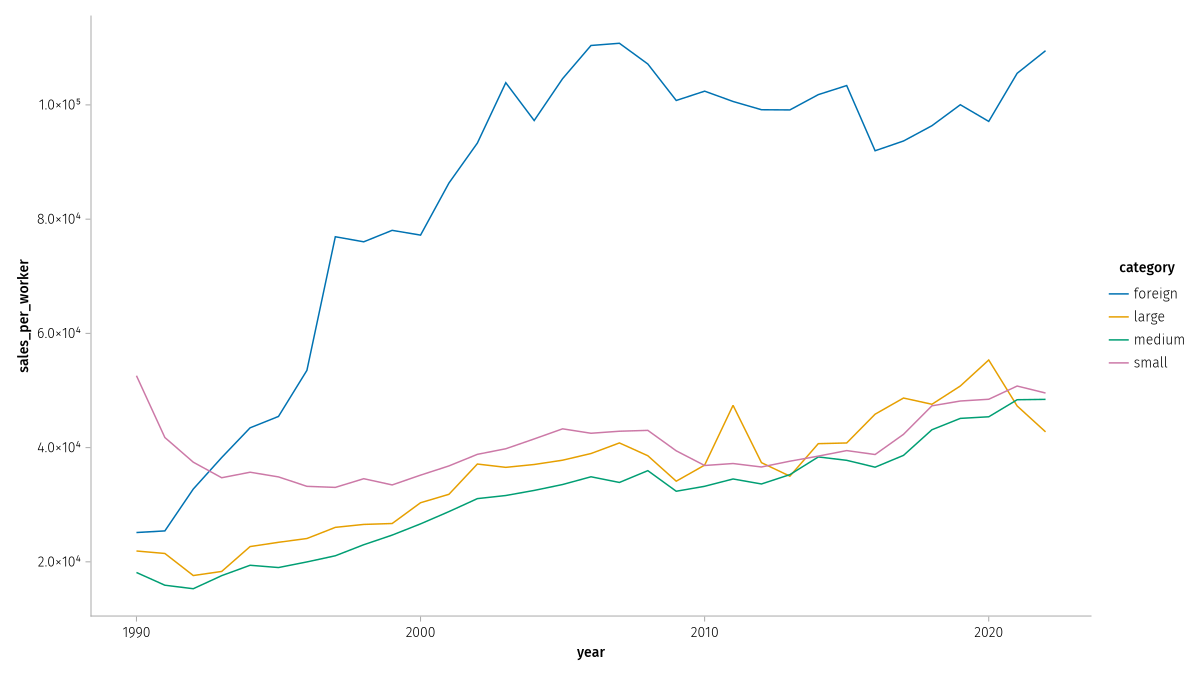 sales_per_worker
1.0×10⁵
8.0×10⁴
6.0×10⁴
4.0×10⁴
2.0×10⁴
1990
2000
2010
2020
year
category
foreign
large
medium
small